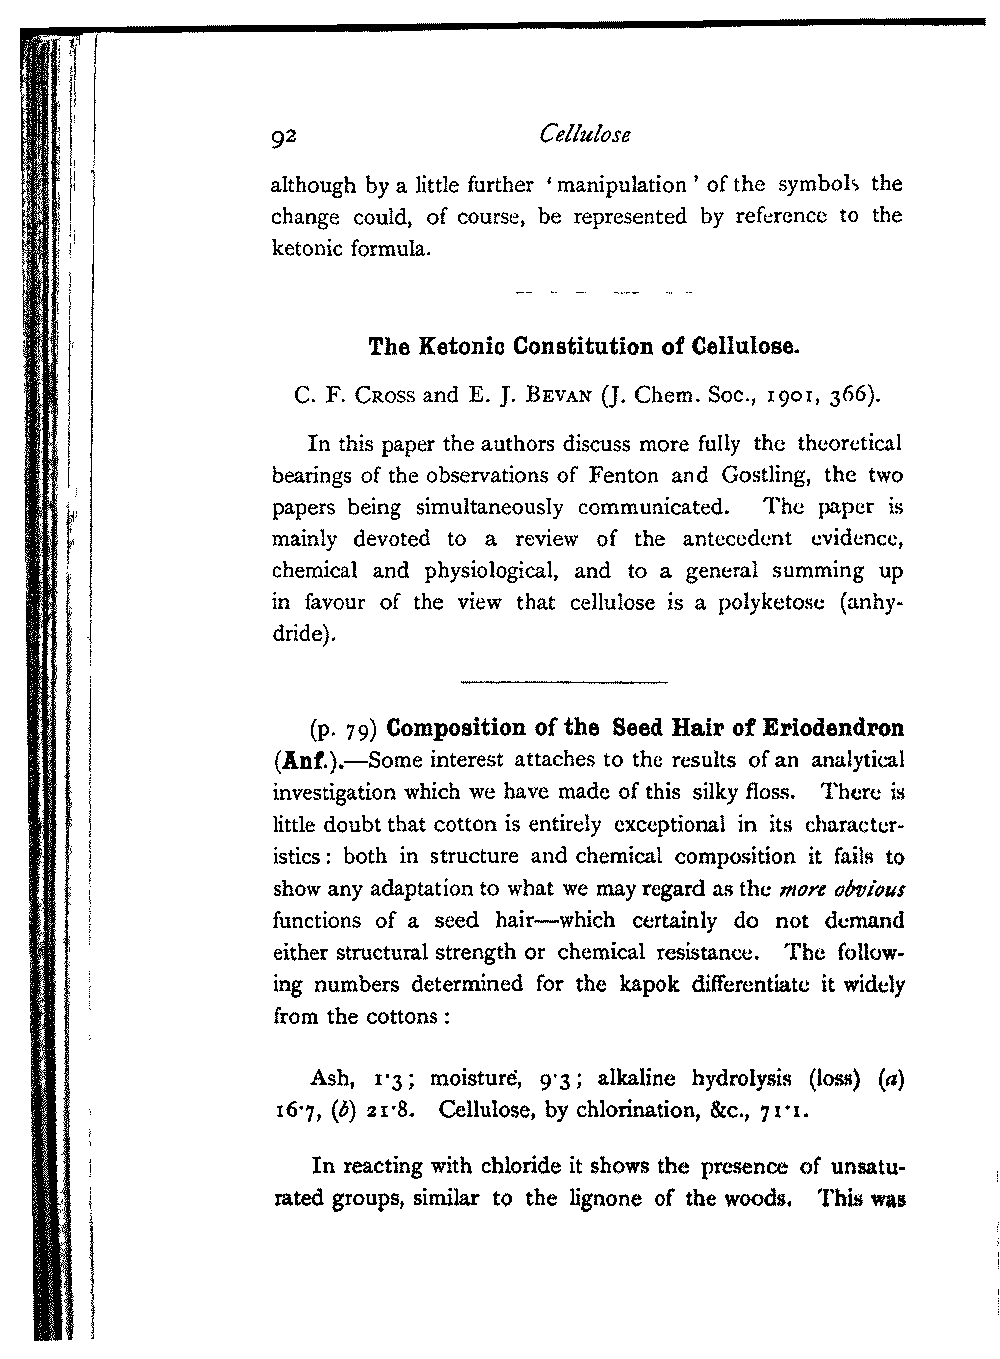 92 Cellulose
although by a little further ‘manipulation’ of the symbols the
change could, of course, be represented by reference to the
ketonic formula.
The Ketonic Constitution of Cellulose.
C. F. CROSS and E. J. BEVAN (J. Chem. Soc., 1901, 366).
In this paper the authors discuss more fully the theoretical
bearings of the observations of Fenton and Gostling, the two
papers being simultaneously communicated. The paper is
mainly devoted to a review of the antecedent evidence,
chemical and physiological, and to a general summing up
in favour of the view that cellulose is a polyketose (anhy-
dride).
(p. 79) Composition of the Seed Hair of Eriodendron
(Anf.).—Some interest attaches to the results of an analytical
investigation which we have made of this silky floss. There is
little doubt that cotton is entirely exceptional in its character-
istics: both in structure and chemical composition it fails to
show any adaptation to what we may regard as the more obvious
functions of a seed hair—which certainly do not demand
either structural strength or chemical resistance. The follow-
ing numbers determined for the kapok differentiate it widely
from the cottons:
Ash, 1·3; moisture, 9·3; alkaline hydrolysis (loss) (a)
16·7, (b) 21·8. Cellulose, by chlorination, &c., 71·1.
In reacting with chloride it shows the presence of unsatu-
rated groups, similar to the lignone of the woods. This was